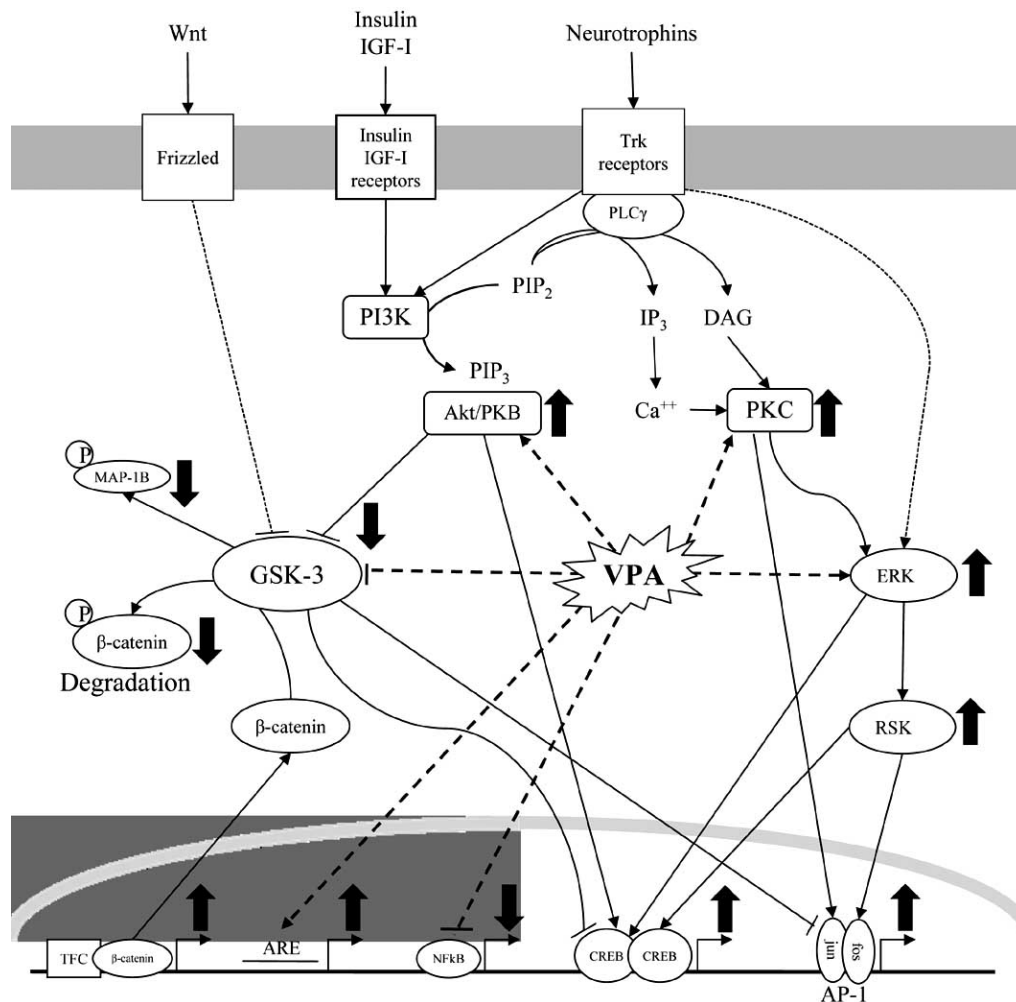 Wnt
Insulin
IGF-I
Neurotrophins
Frizzled
Insulin
IGF-I
receptors
Trk
receptors
PLCγ
PIP₂
PI3K
IP₃
DAG
PIP₃
Akt/PKB
Ca⁺⁺
PKC
P
MAP-1B
GSK-3
VPA
ERK
P
β-catenin
Degradation
β-catenin
RSK
TFC
β-catenin
ARE
NFkB
CREB
CREB
jun
fos
AP-1